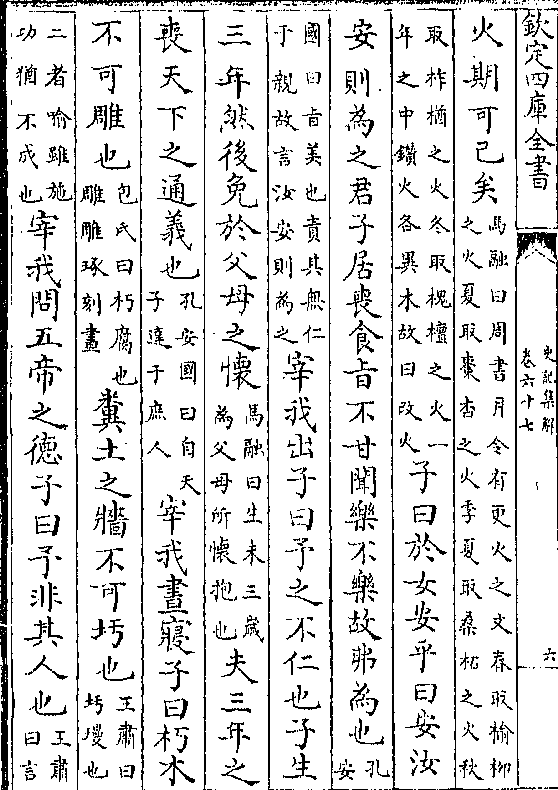 欽定四庫全書
史記集解
卷六十七
六
火期可已矣馬融曰周書月令有更火之文春取榆柳之火夏取棗杏之火季夏取桑柘之火秋
取柞楢之火冬取槐檀之火一年之中鑽火各異木故曰改火子曰於女安乎曰安汝
安則為之君子居喪食旨不甘聞樂不樂故弗為也孔安
國曰旨美也責其無仁于親故言汝安則為之宰我出子曰予之不仁也子生
三年然後免於父母之懷馬融曰生未三歲為父母所懷抱也夫三年之
喪天下之通義也孔安國曰自天子達于庶人宰我晝寢子曰朽木
不可雕也包氏曰朽腐也雕雕琢刻畫糞土之牆不可圬也王肅曰圬墁也
二者喻雖施功猶不成也宰我問五帝之德子曰予非其人也王肅曰言